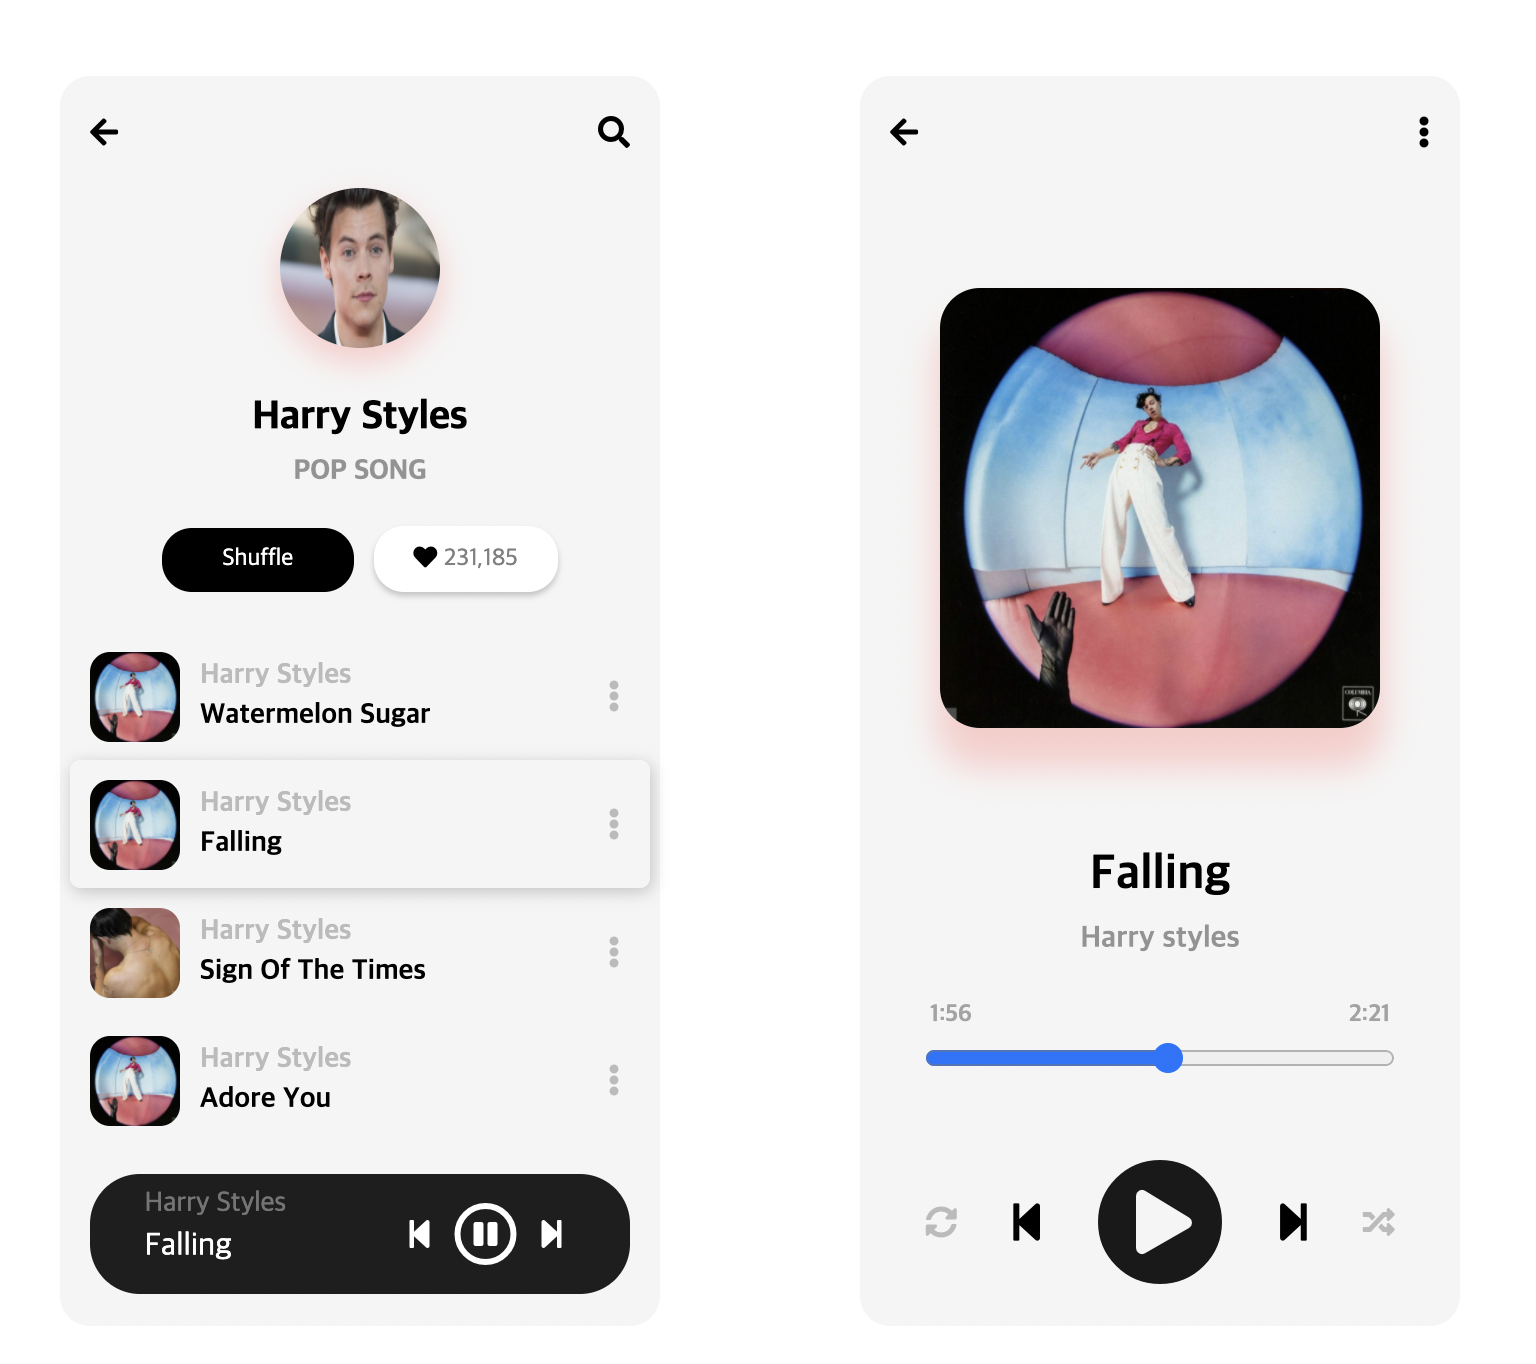 Harry Styles
POP SONG
Shuffle
231,185
Harry Styles
Watermelon Sugar
Harry Styles
Falling
Harry Styles
Sign Of The Times
Harry Styles
Adore You
Harry Styles
Falling
COLUMBIA
Falling
Harry styles
1:56 2:21